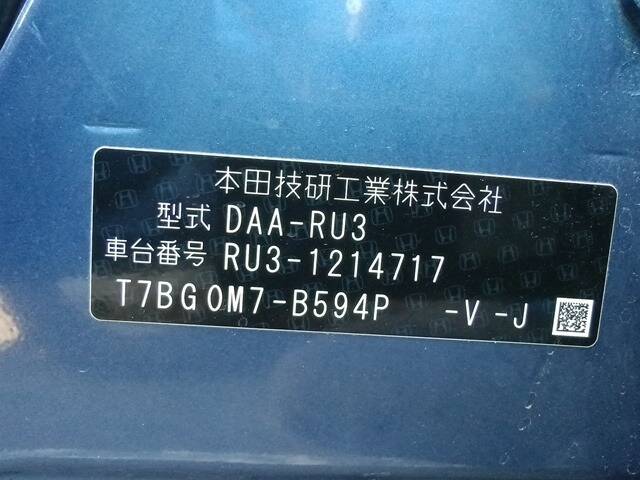 本田技研工業株式会社
型式 DAA-RU3
車台番号 RU3-1214717
T7BG0M7-B594P -V -J